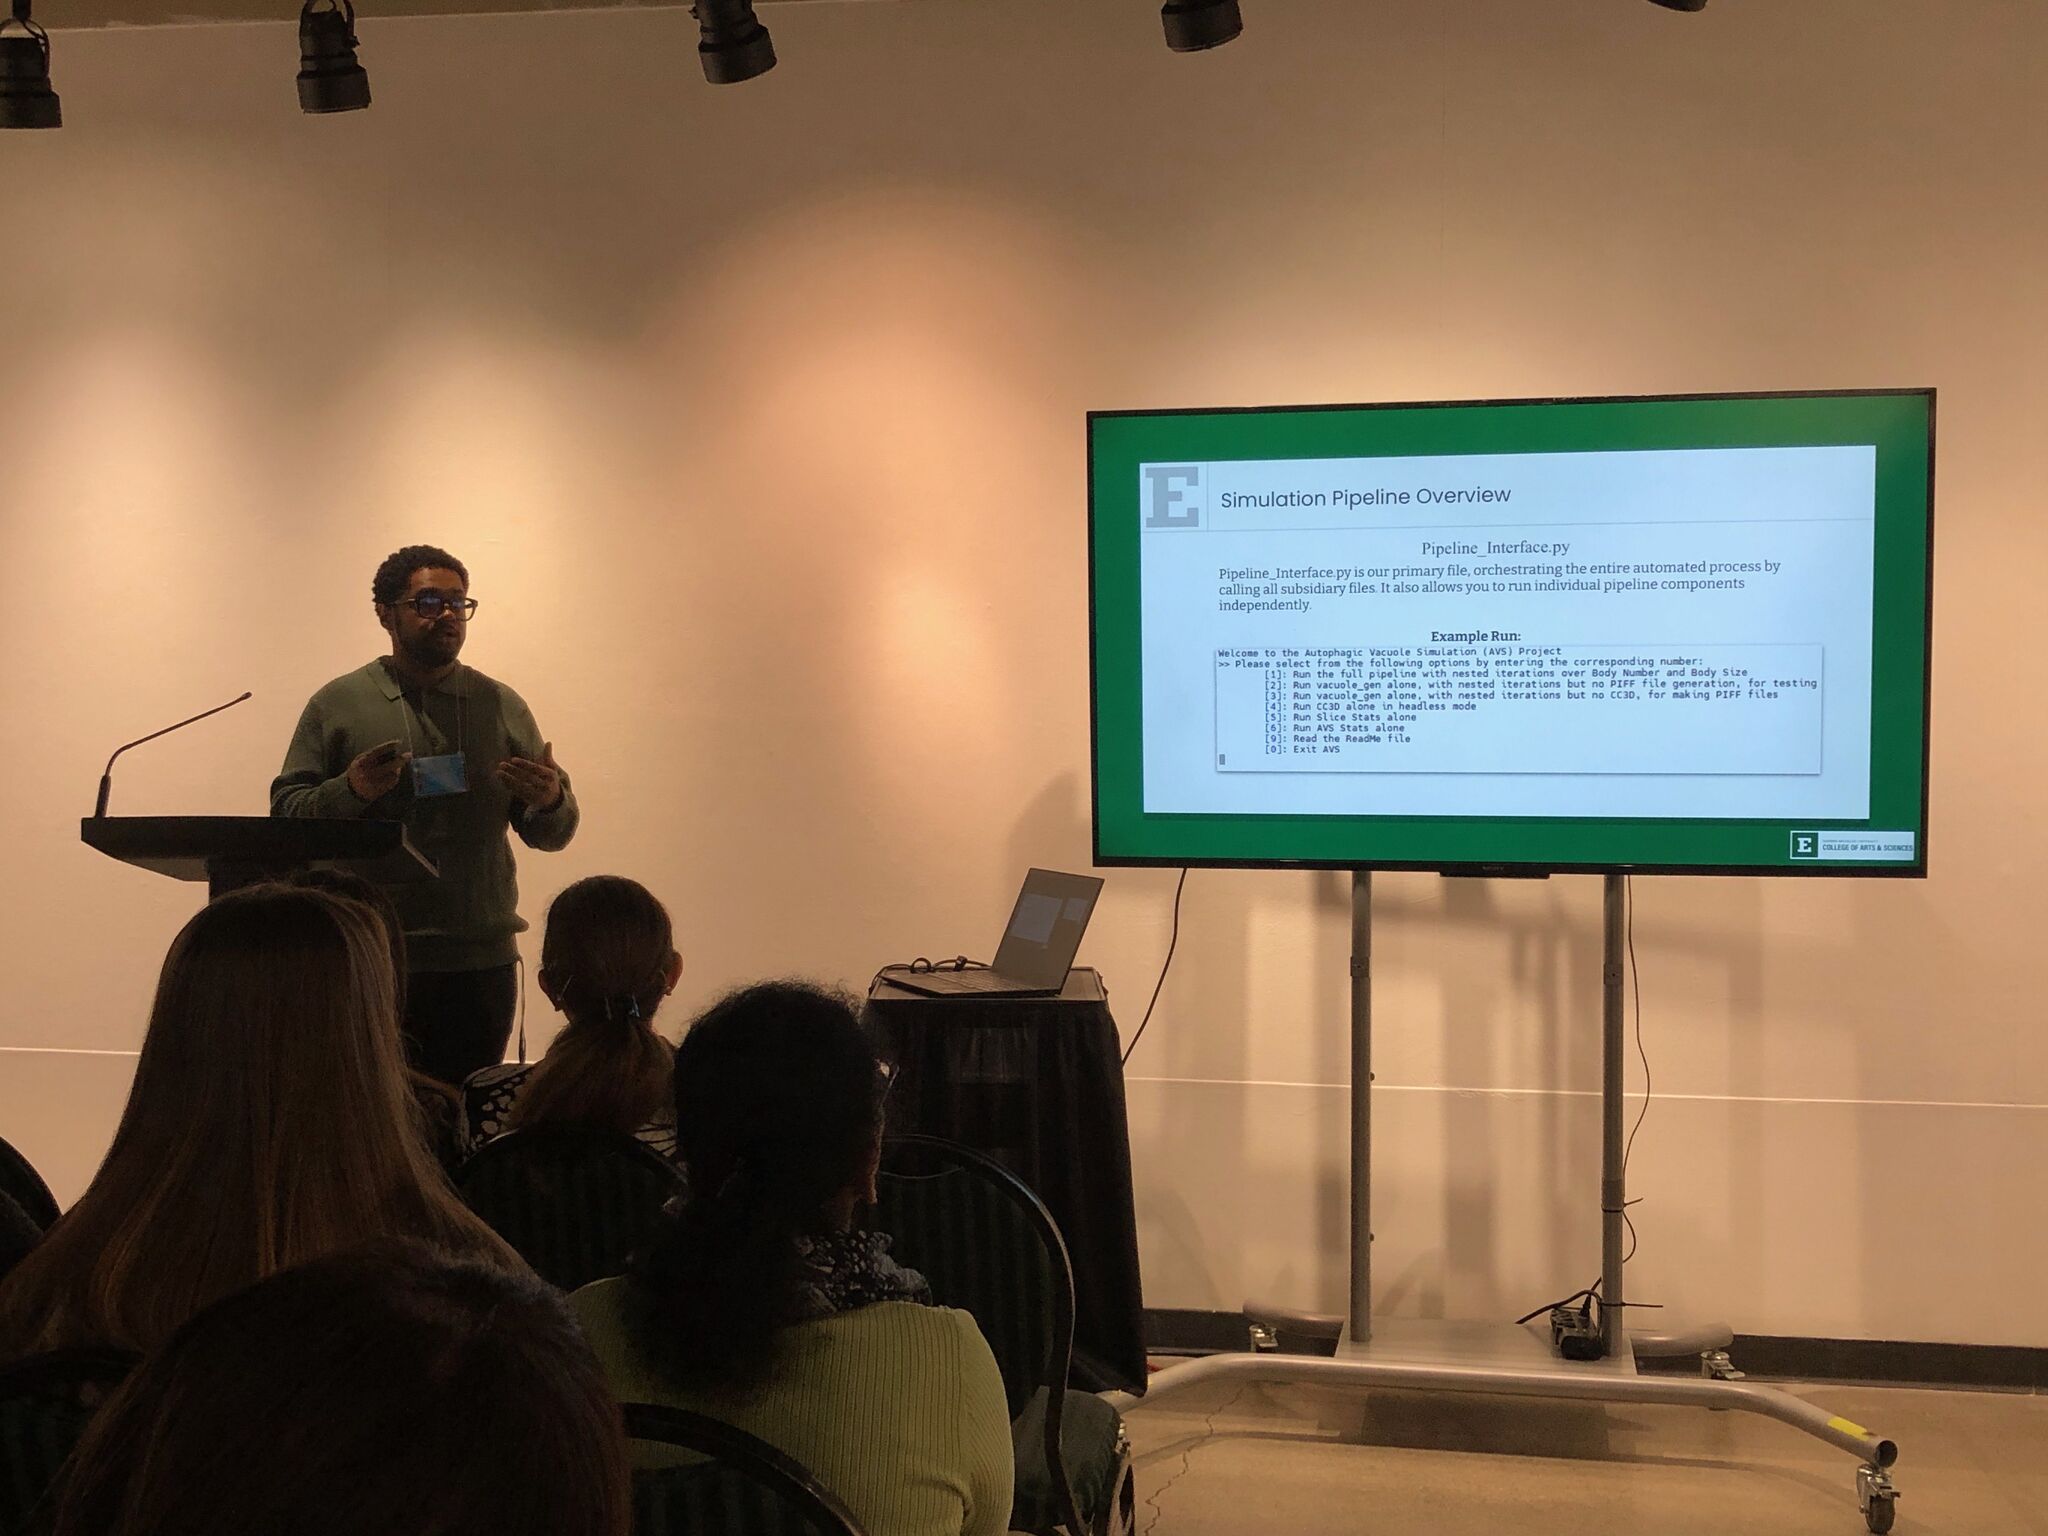 E
Simulation Pipeline Overview
Pipeline_Interface.py
Pipeline_Interface.py is our primary file, orchestrating the entire automated process by
calling all subsidiary files. It also allows you to run individual pipeline components
independently.
Example Run:
Welcome to the Autophagic Vacuole Simulation (AVS) Project
>> Please select from the following options by entering the corresponding number:
[1]: Run the full pipeline with nested iterations over Body Number and Body Size
[2]: Run vacuole_gen alone, with nested iterations but no PIFF file generation, for testing
[3]: Run vacuole_gen alone, with nested iterations but no CC3D, for making PIFF files
[4]: Run CC3D alone in headless mode
[5]: Run Slice Stats alone
[6]: Run AVS Stats alone
[9]: Read the ReadMe file
[0]: Exit AVS
E
COLLEGE OF ARTS & SCIENCES